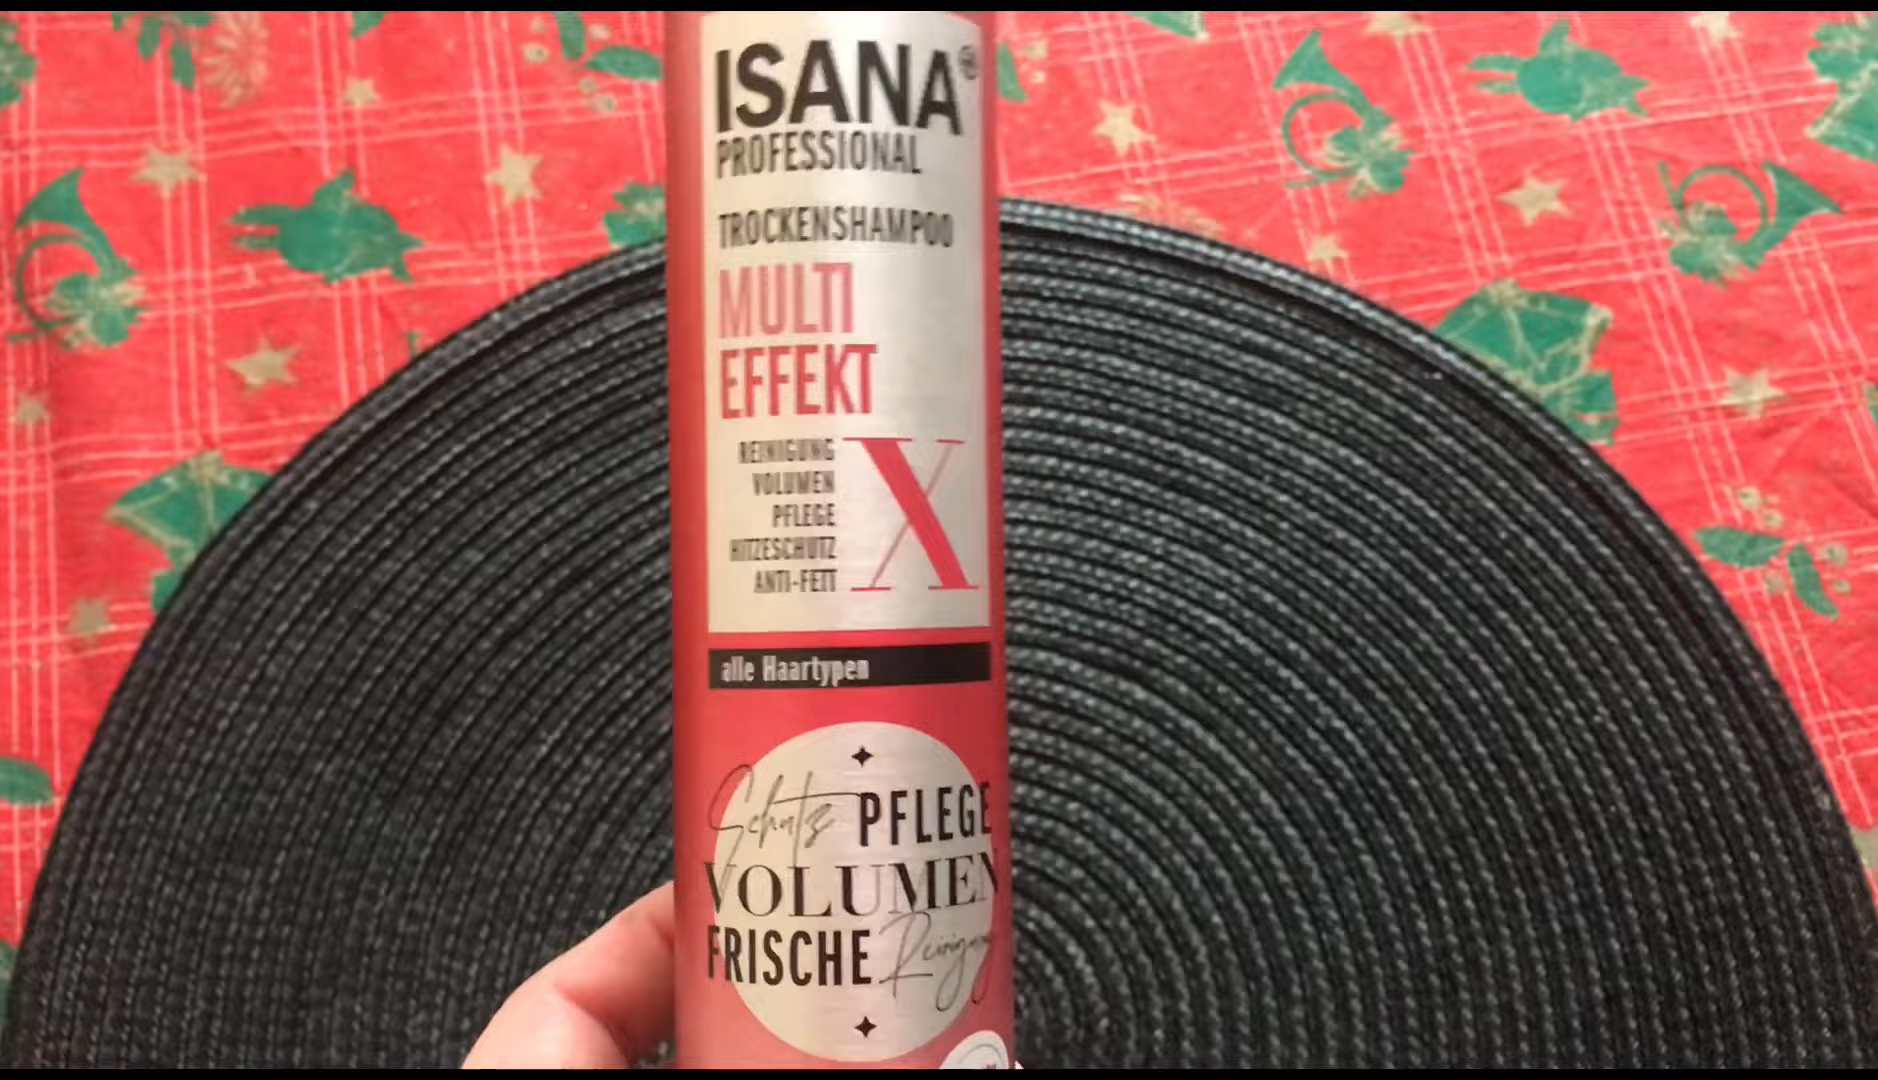 ISANA®
PROFESSIONAL
TROCKENSHAMPOO
MULTI
EFFEKT
REINIGUNG
VOLUMEN
PFLEGE
HITZESCHUTZ
ANTI-FETT
X
alle Haartypen
Schutz PFLEGE
VOLUMEN
FRISCHE Reinigung